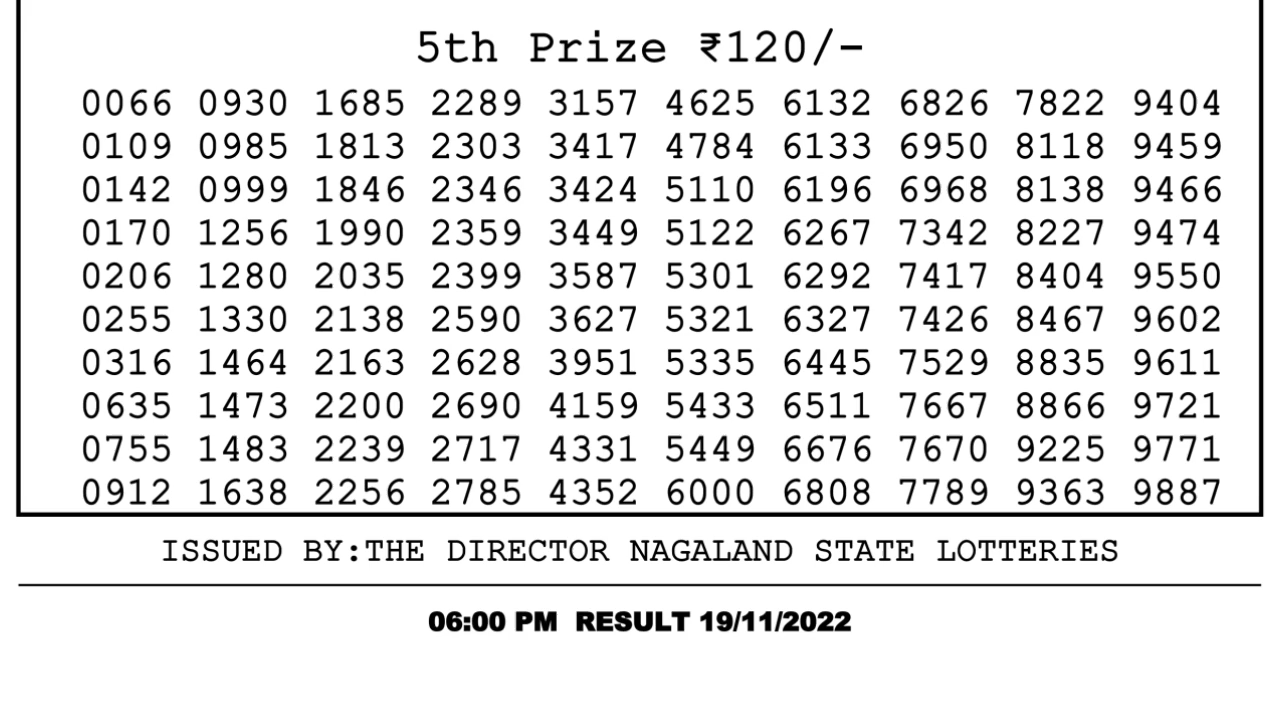 5th Prize ₹120/-
0066 0930 1685 2289 3157 4625 6132 6826 7822 9404
0109 0985 1813 2303 3417 4784 6133 6950 8118 9459
0142 0999 1846 2346 3424 5110 6196 6968 8138 9466
0170 1256 1990 2359 3449 5122 6267 7342 8227 9474
0206 1280 2035 2399 3587 5301 6292 7417 8404 9550
0255 1330 2138 2590 3627 5321 6327 7426 8467 9602
0316 1464 2163 2628 3951 5335 6445 7529 8835 9611
0635 1473 2200 2690 4159 5433 6511 7667 8866 9721
0755 1483 2239 2717 4331 5449 6676 7670 9225 9771
0912 1638 2256 2785 4352 6000 6808 7789 9363 9887
ISSUED BY:THE DIRECTOR NAGALAND STATE LOTTERIES
06:00 PM RESULT 19/11/2022